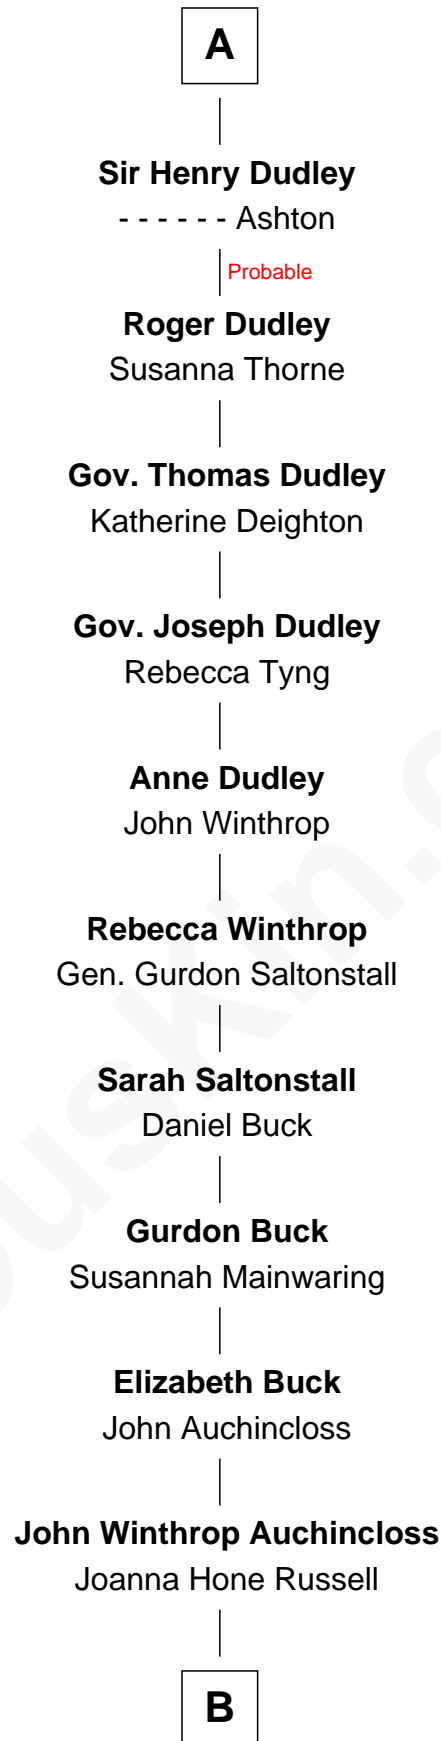 A
Sir Henry Dudley
- - - - - - Ashton
Probable
Roger Dudley
Susanna Thorne
Gov. Thomas Dudley
Katherine Deighton
Gov. Joseph Dudley
Rebecca Tyng
Anne Dudley
John Winthrop
Rebecca Winthrop
Gen. Gurdon Saltonstall
Sarah Saltonstall
Daniel Buck
Gurdon Buck
Susannah Mainwaring
Elizabeth Buck
John Auchincloss
John Winthrop Auchincloss
Joanna Hone Russell
B